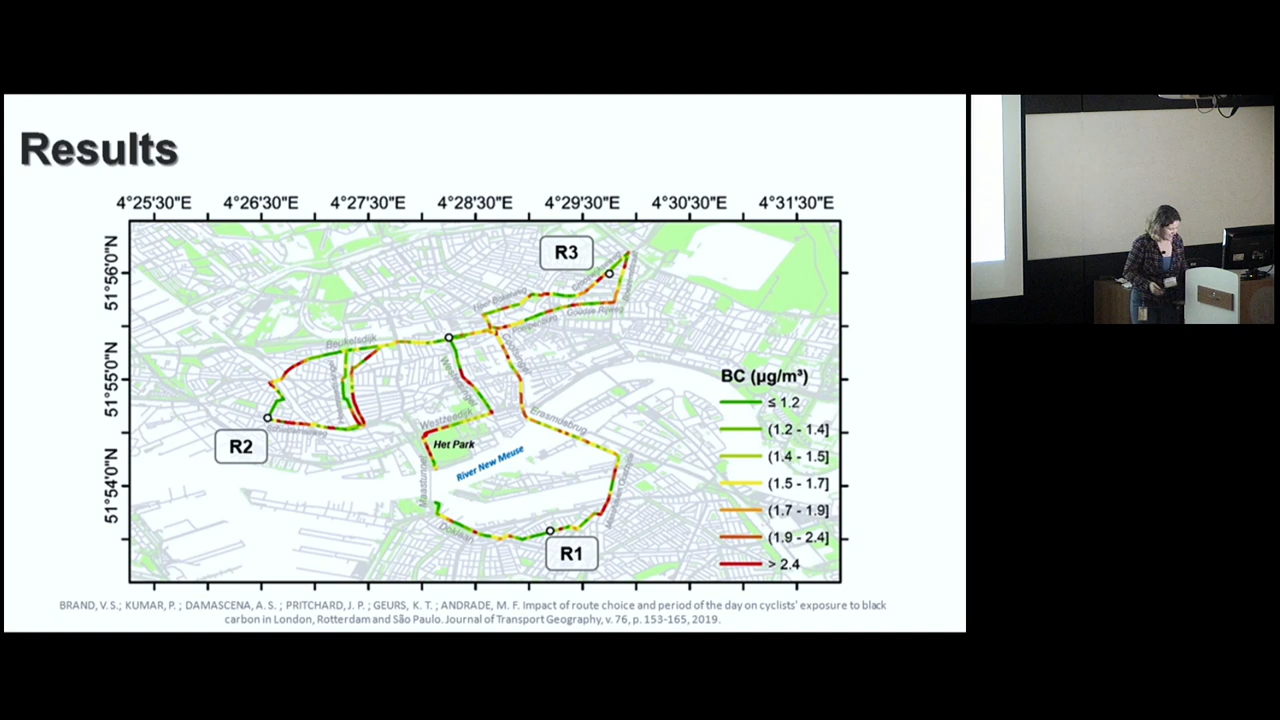 Results
4°25'30"E 4°26'30"E 4°27'30"E 4°28'30"E 4°29'30"E 4°30'30"E 4°31'30"E
51°56'0"N
51°55'0"N
51°54'0"N
R3
R2
R1
Beukelsdijk
Goudse Rijweg
Westzeedijk
Erasmusbrug
Het Park
River New Meuse
Maastunnel
Dordtselaan
BC (µg/m³)
≤ 1.2
(1.2 - 1.4]
(1.4 - 1.5]
(1.5 - 1.7]
(1.7 - 1.9]
(1.9 - 2.4]
> 2.4
BRAND, V. S.; KUMAR, P. ; DAMASCENA, A. S. ; PRITCHARD, J. P. ; GEURS, K. T. ; ANDRADE, M. F. Impact of route choice and period of the day on cyclists' exposure to black
carbon in London, Rotterdam and São Paulo. Journal of Transport Geography, v. 76, p. 153-165, 2019.